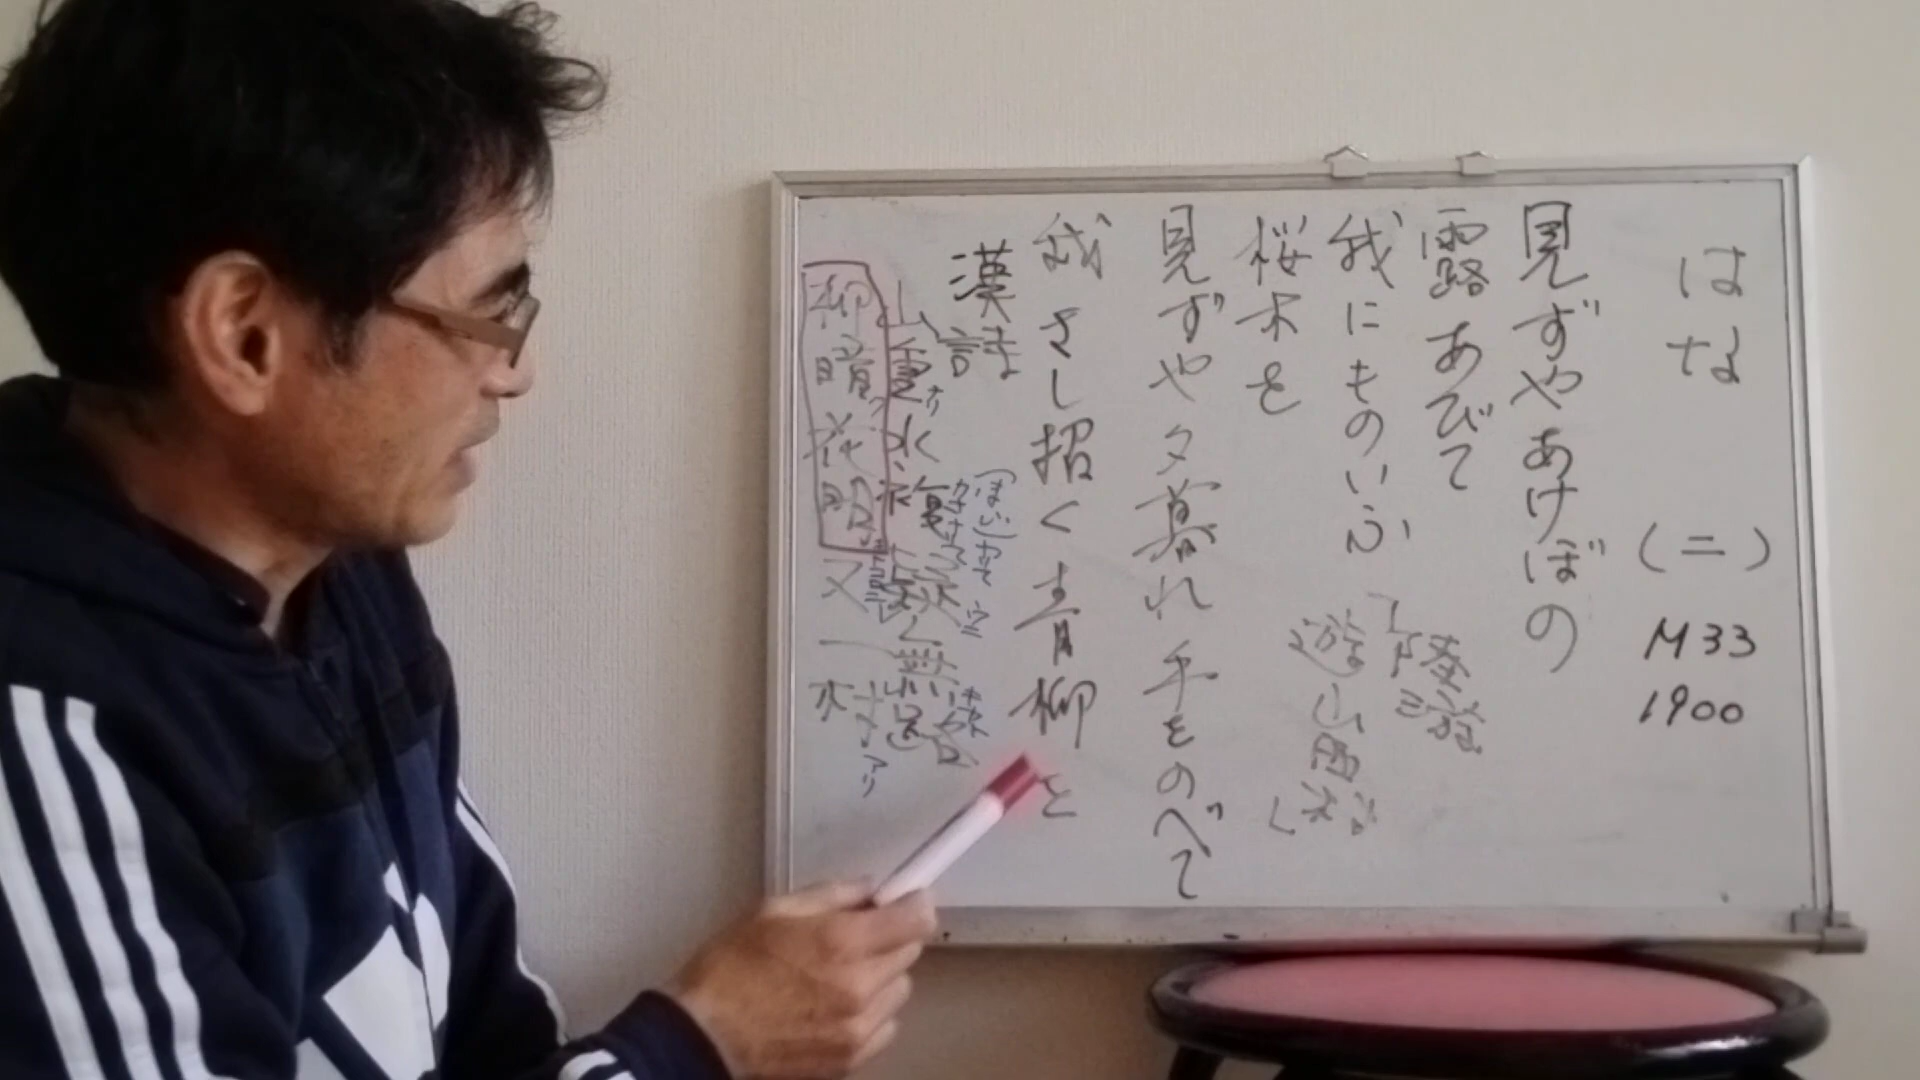 はな
（二）
M33
1900
見ずやあけぼの
露あびて
我にものいふ
桜木を
陸游
遊山西村
見ずや夕暮れ手をのべて
我さし招く青柳を
漢詩
山重水複疑無路
柳暗花明又一村